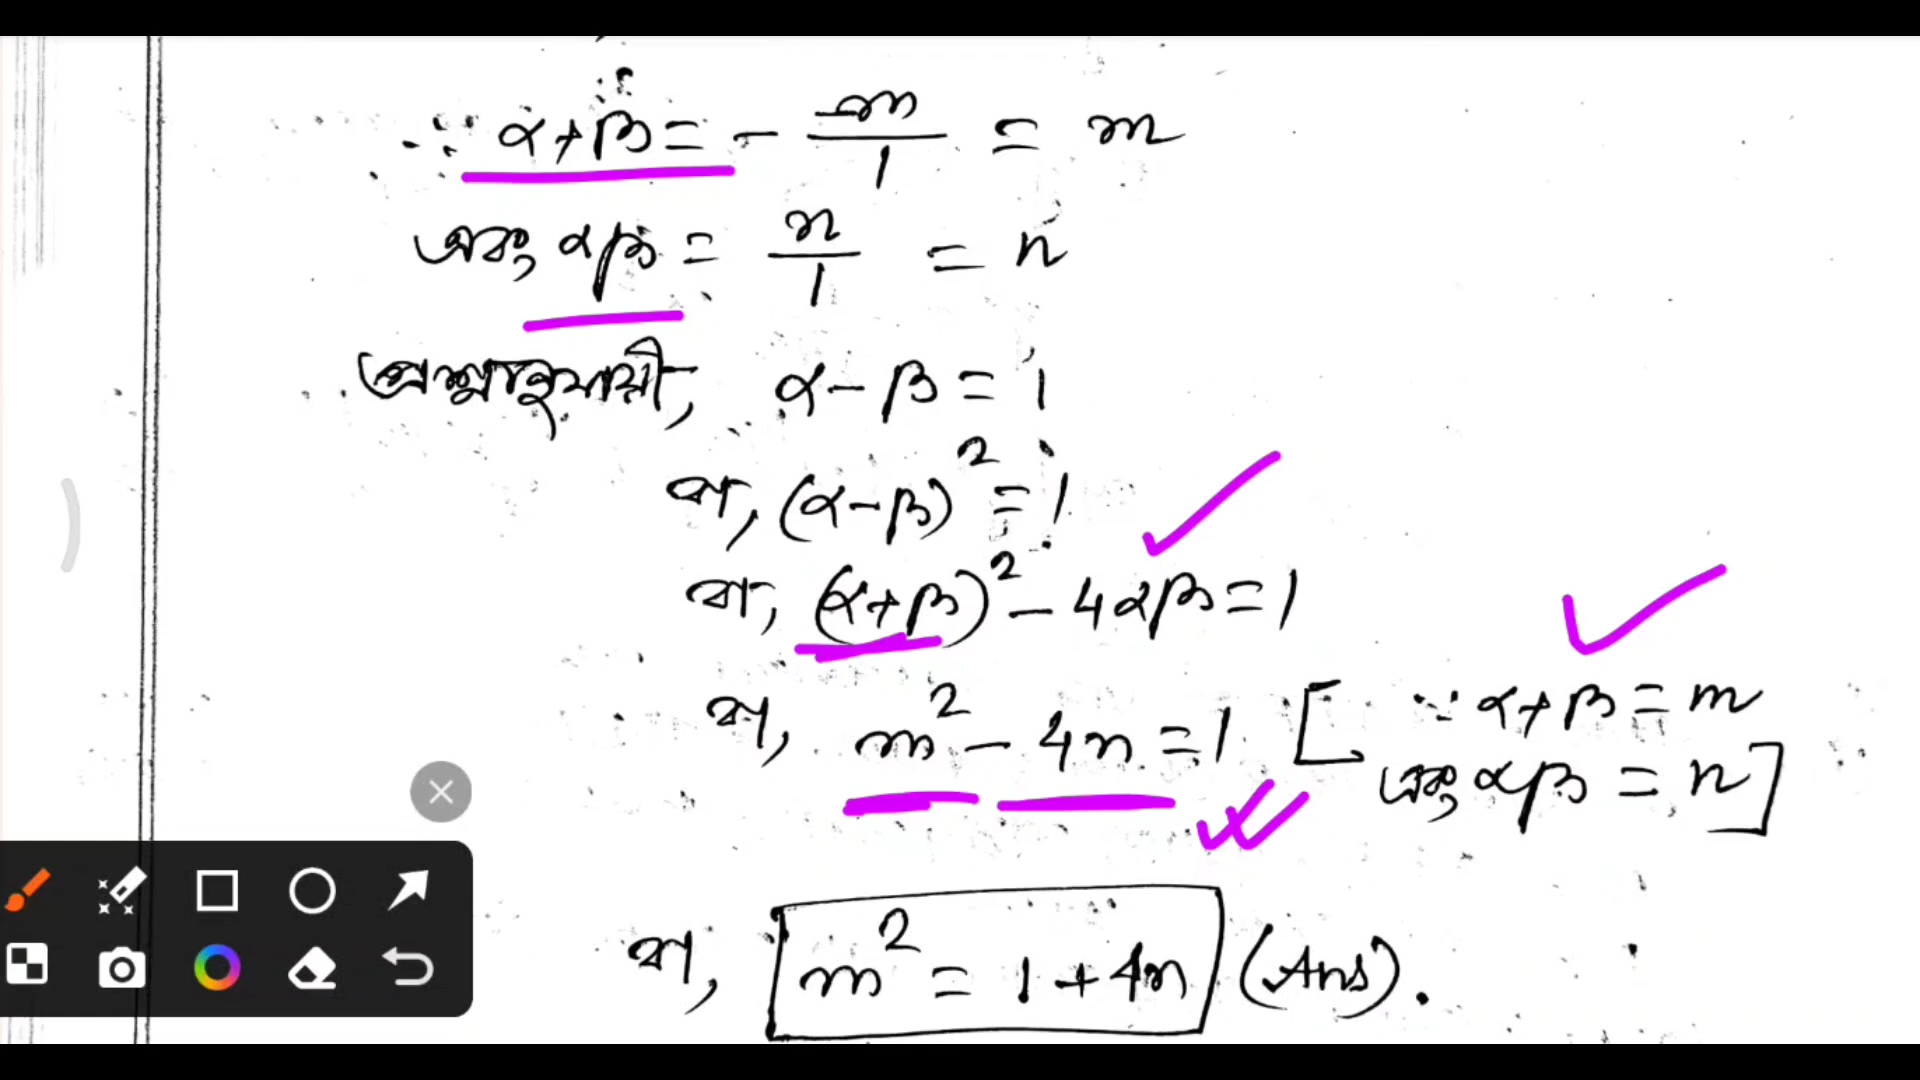 ∵ α+β = - -m/1 = m
এবং αβ = n/1 = n
প্রশ্নানুযায়ী, α-β = 1
বা, (α-β)² = 1
বা, (α+β)² - 4αβ = 1
বা, m² - 4n = 1 [∵ α+β = m
এবং αβ = n]
বা, m² = 1+4n (Ans).